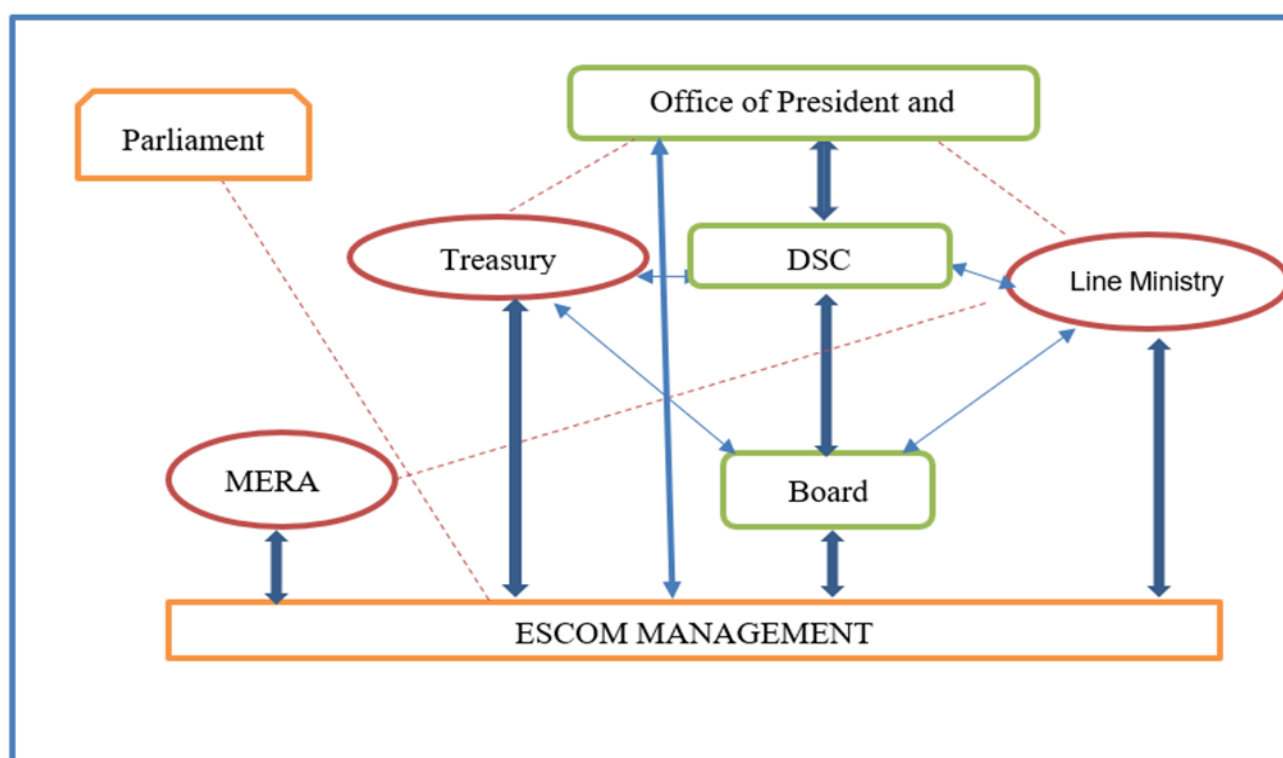 Office of President and
Parliament
Treasury
DSC
Line Ministry
MERA
Board
ESCOM MANAGEMENT